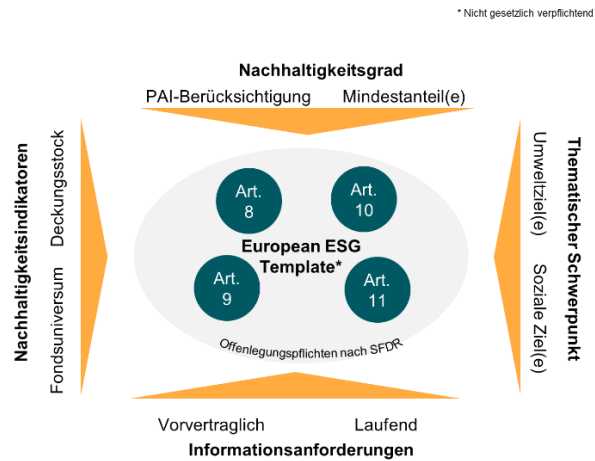 * Nicht gesetzlich verpflichtend
Nachhaltigkeitsgrad
PAI-Berücksichtigung Mindestanteil(e)
Nachhaltigkeitsindikatoren
Fondsuniversum Deckungsstock
Art.
8
Art.
10
European ESG
Template*
Art.
9
Art.
11
Offenlegungspflichten nach SFDR
Thematischer Schwerpunkt
Umweltziel(e) Soziale Ziel(e)
Vorvertraglich Laufend
Informationsanforderungen